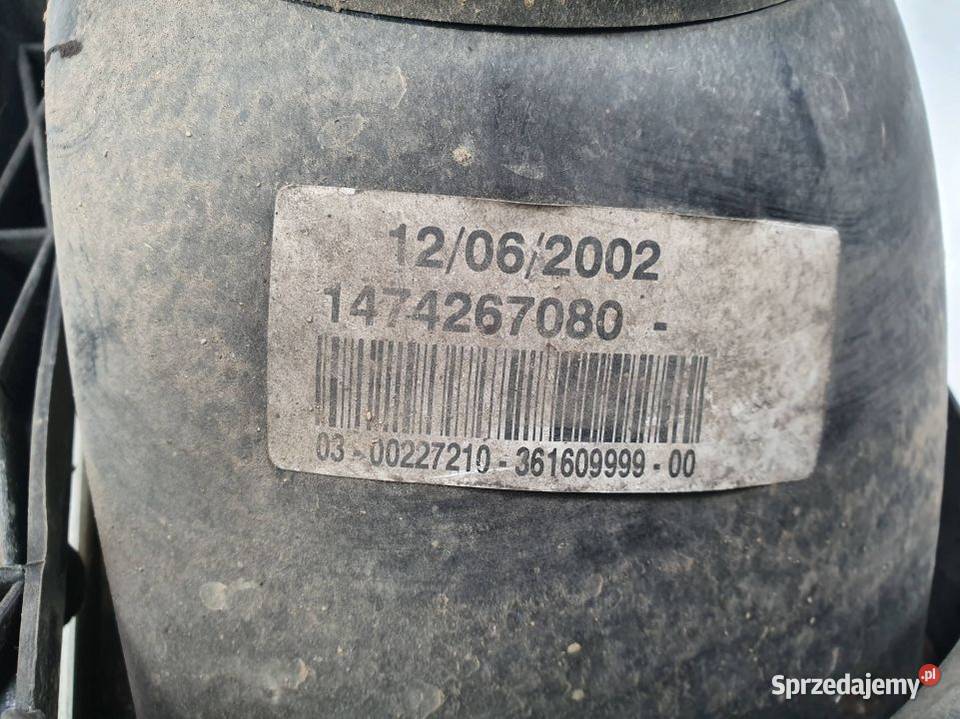 12/06/2002
1474267080 -
03 - 00227210 - 361609999 - 00
Sprzedajemy.pl